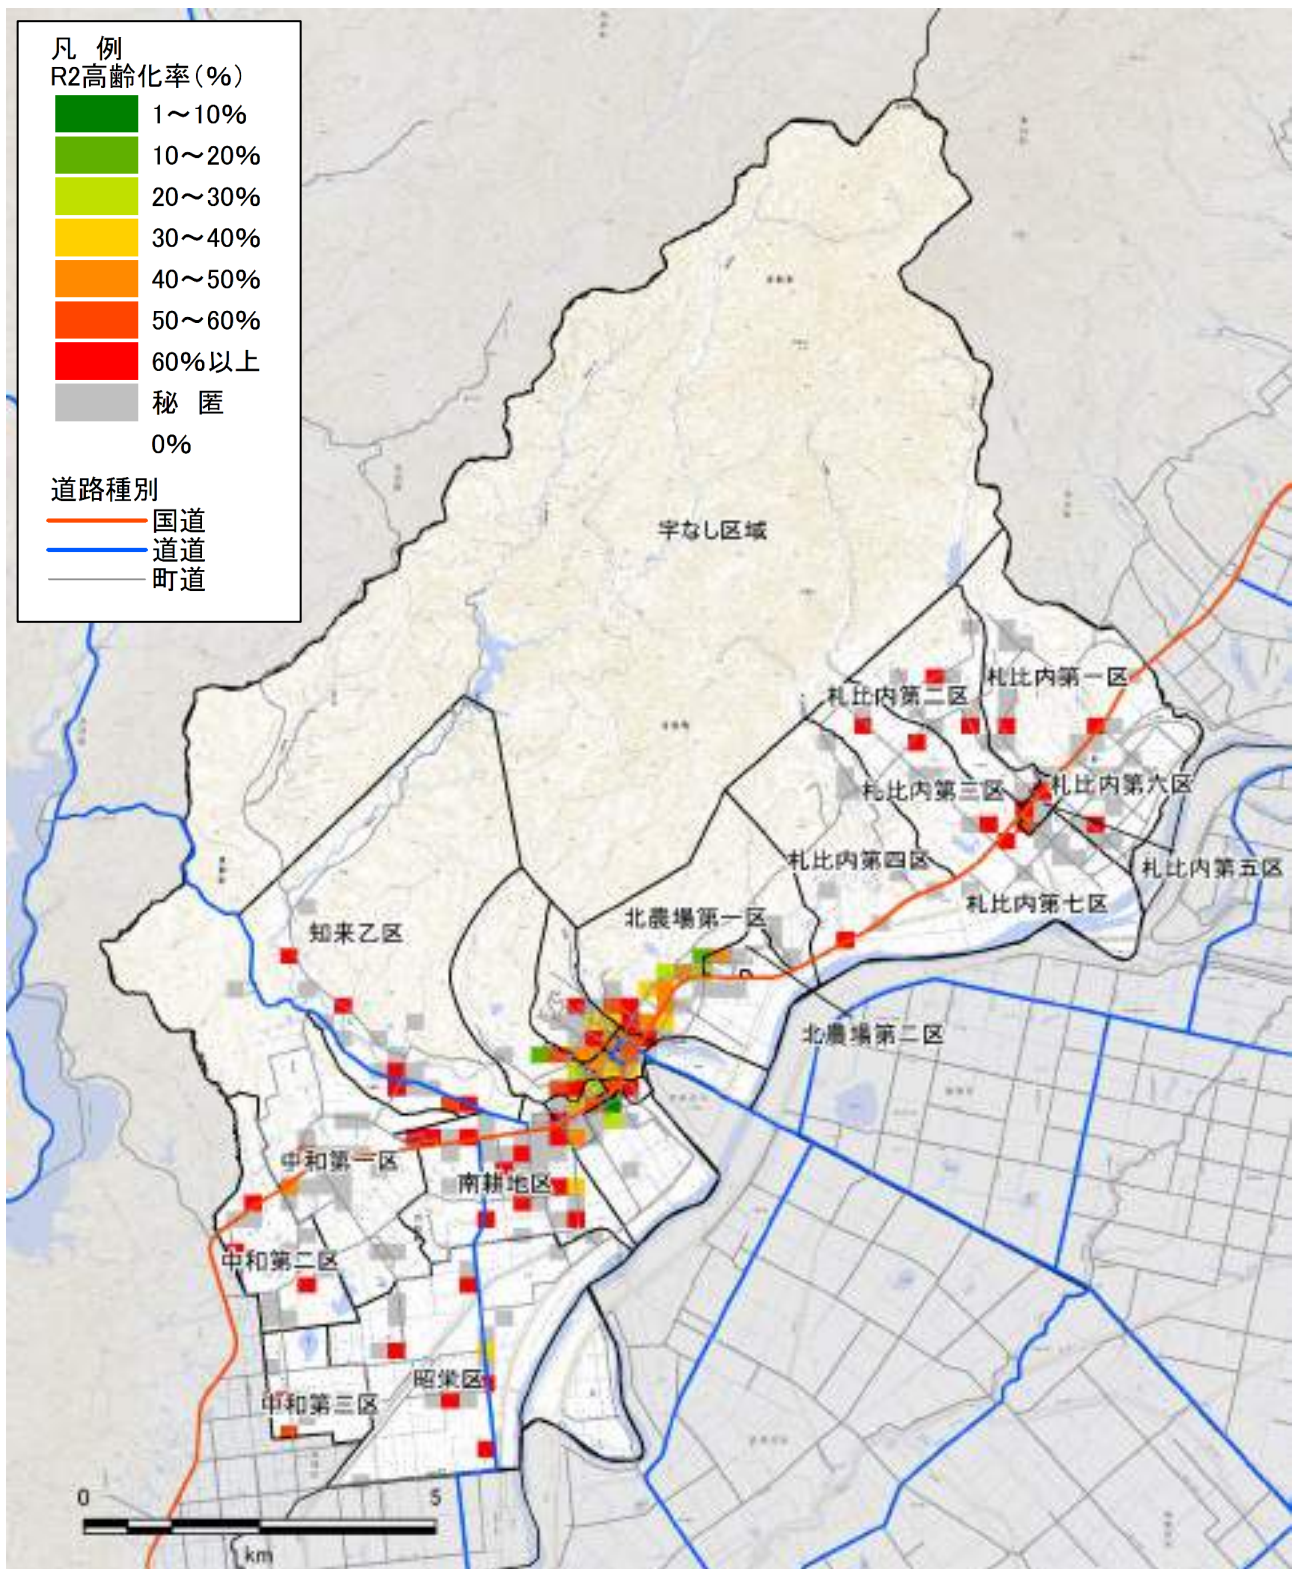 凡 例
R2高齢化率(%)
1～10%
10～20%
20～30%
30～40%
40～50%
50～60%
60%以上
秘 匿
0%
道路種別
国道
道道
町道
字なし区域
札比内第一区
札比内第二区
札比内第三区
札比内第六区
札比内第四区
札比内第五区
札比内第七区
北農場第一区
知来乙区
北農場第二区
中和第一区
南耕地区
中和第二区
昭栄区
中和第三区
0 5
km